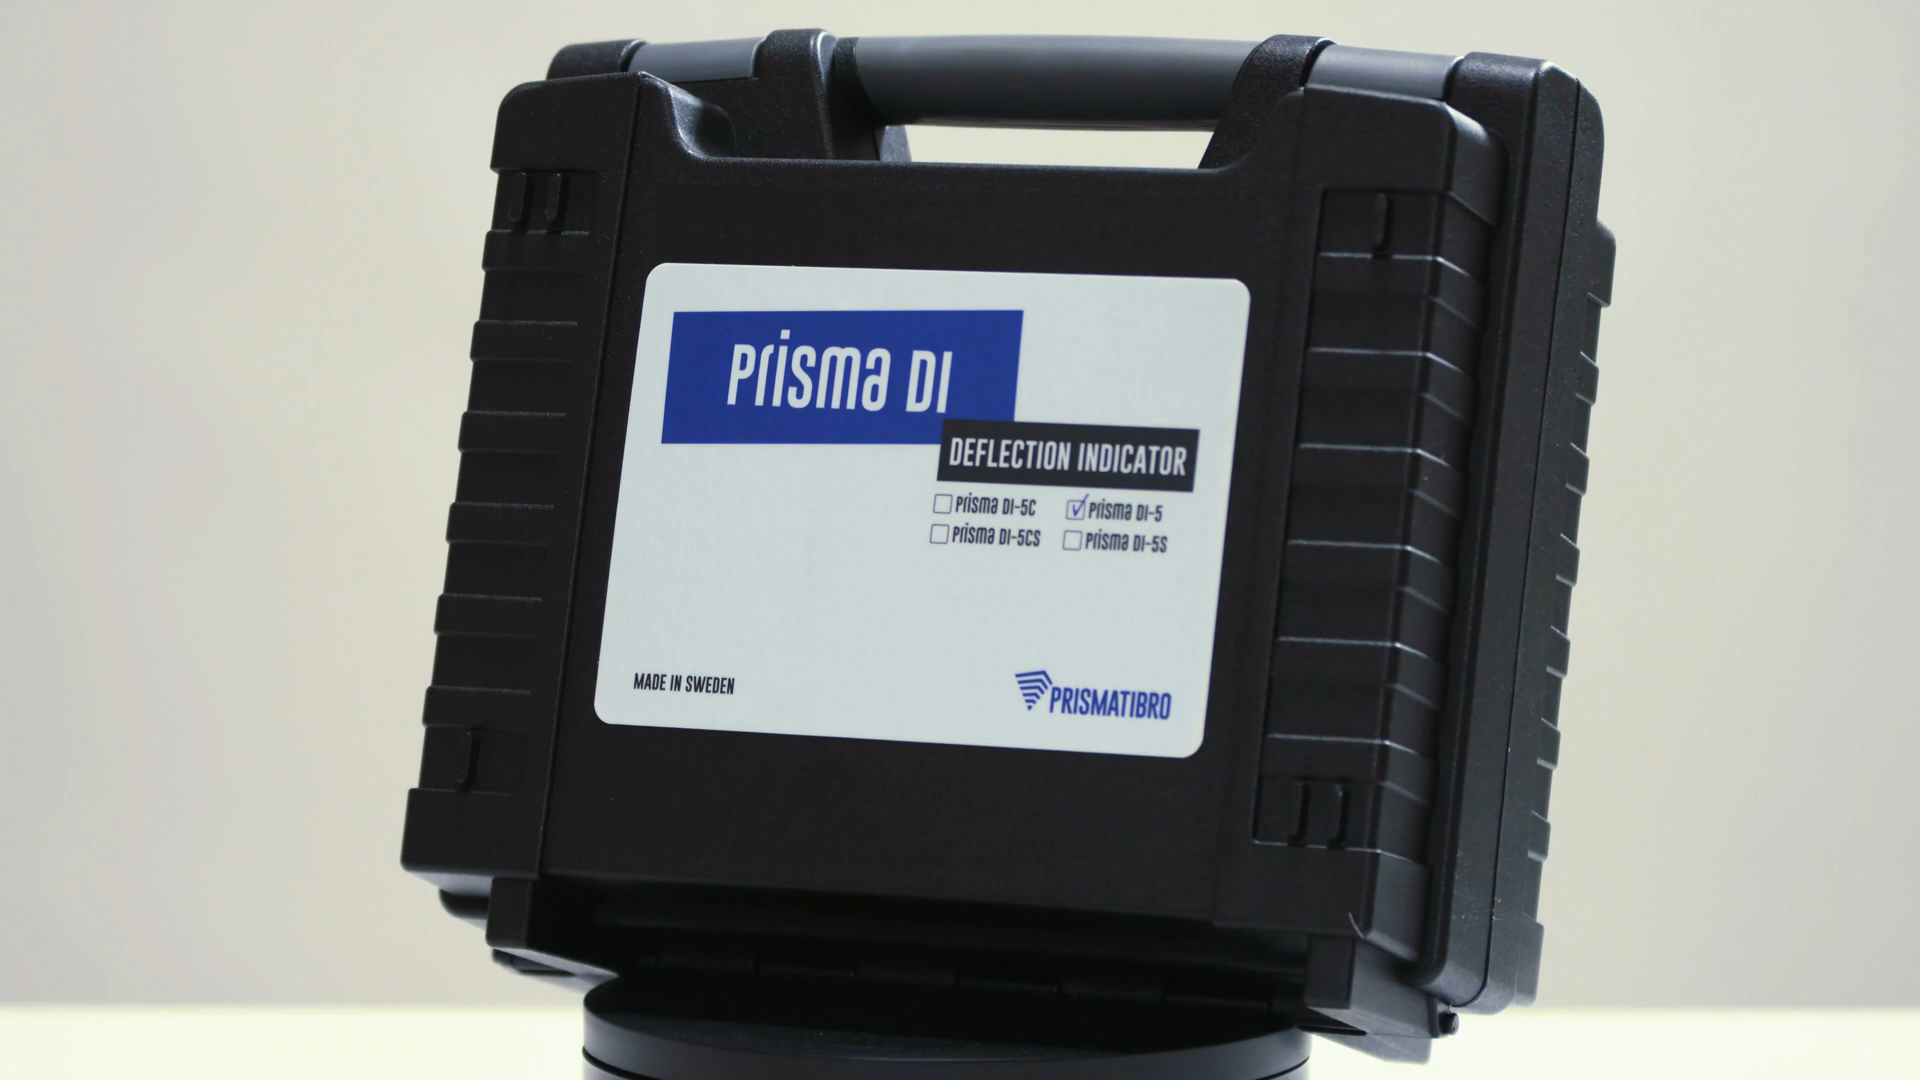 Prisma DI
DEFLECTION INDICATOR
Prisma DI-5C Prisma DI-5
Prisma DI-5CS Prisma DI-5S
MADE IN SWEDEN
PRISMATIBRO